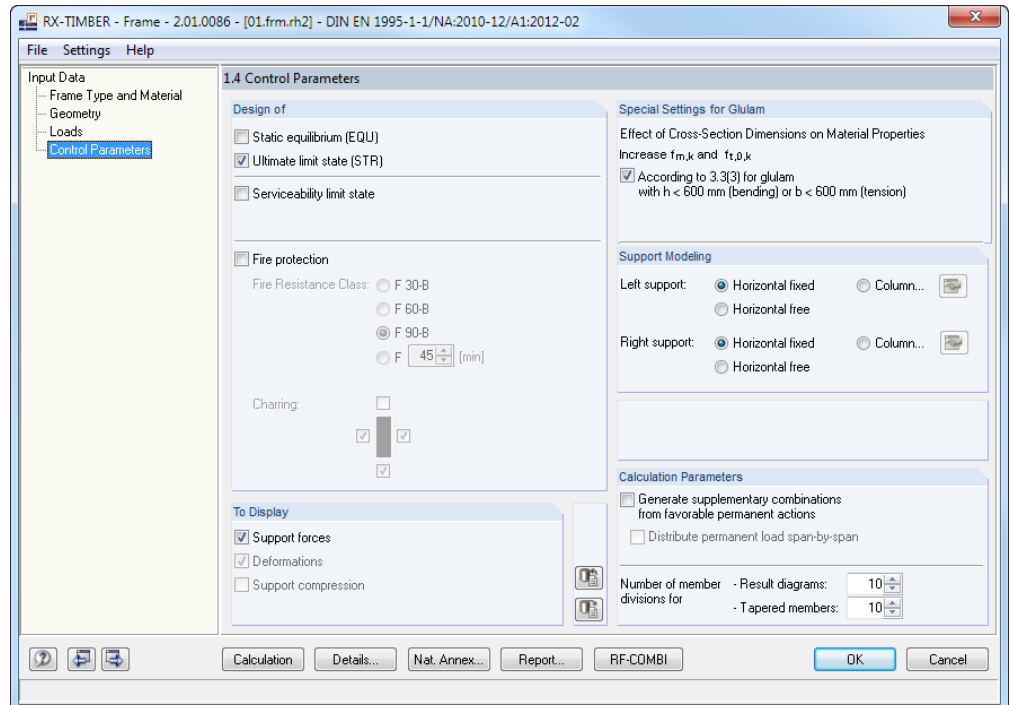 RX-TIMBER - Frame - 2.01.0086 - [01.frm.rh2] - DIN EN 1995-1-1/NA:2010-12/A1:2012-02
File Settings Help
Input Data
Frame Type and Material
Geometry
Loads
Control Parameters
1.4 Control Parameters
Design of
Static equilibrium (EQU)
Ultimate limit state (STR)
Serviceability limit state
Fire protection
Fire Resistance Class: F 30-B
F 60-B
F 90-B
F 45 [min]
Charring:
To Display
Support forces
Deformations
Support compression
Special Settings for Glulam
Effect of Cross-Section Dimensions on Material Properties
Increase fm,k and ft,0,k
According to 3.3(3) for glulam
with h < 600 mm (bending) or b < 600 mm (tension)
Support Modeling
Left support: Horizontal fixed Column...
Horizontal free
Right support: Horizontal fixed Column...
Horizontal free
Calculation Parameters
Generate supplementary combinations
from favorable permanent actions
Distribute permanent load span-by-span
Number of member - Result diagrams: 10
divisions for
- Tapered members: 10
Calculation Details... Nat. Annex... Report... RF-COMBI OK Cancel